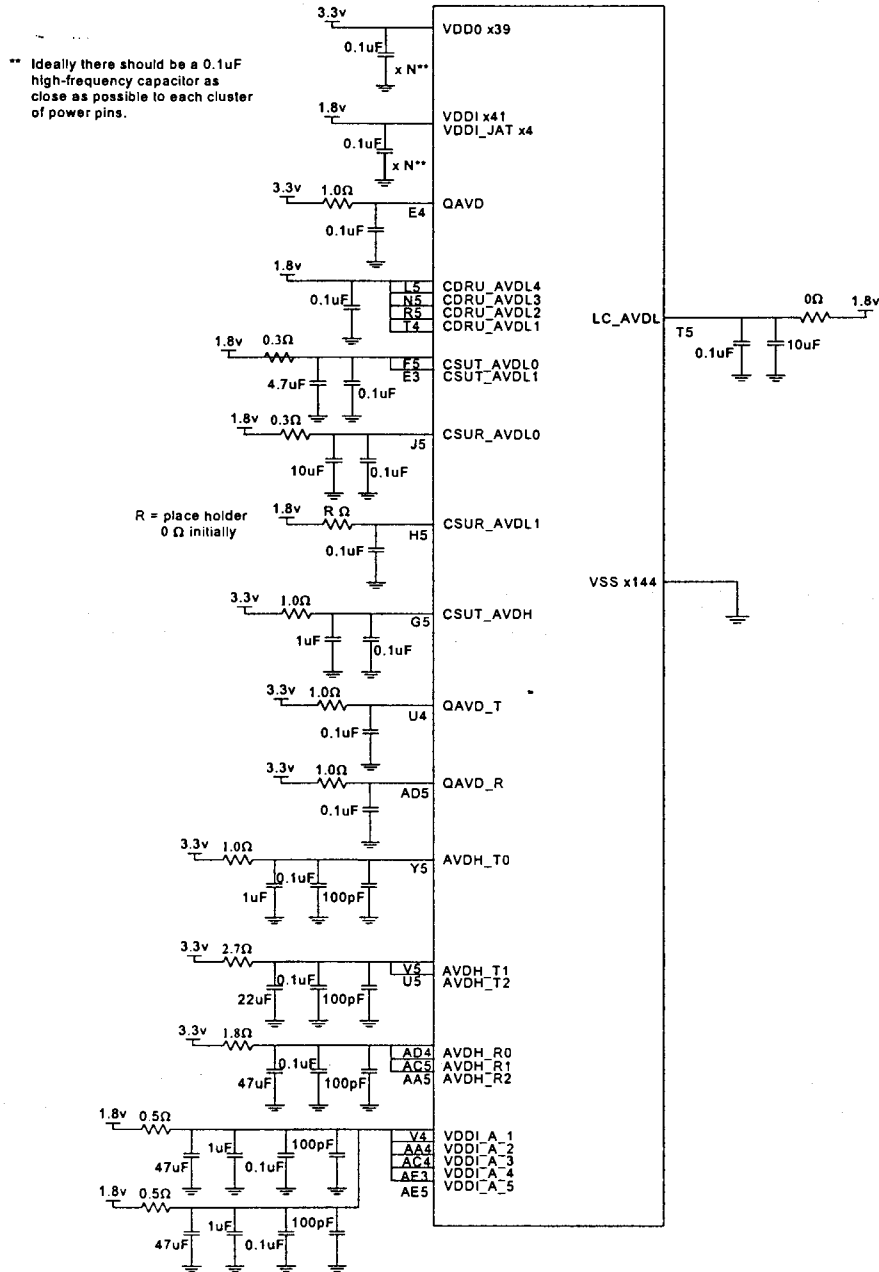 3.3v
VDD0 x39
0.1uF
x N**
** Ideally there should be a 0.1uF
high-frequency capacitor as
close as possible to each cluster
of power pins.
1.8v
VDDI x41
VDDI_JAT x4
0.1uF
x N**
3.3v
1.0Ω
E4
QAVD
0.1uF
1.8v
0.1uF
L5 CDRU_AVDL4
N5 CDRU_AVDL3
R5 CDRU_AVDL2
T4 CDRU_AVDL1
LC_AVDL
T5
0Ω
1.8v
0.1uF
10uF
1.8v
0.3Ω
F5 CSUT_AVDL0
E3 CSUT_AVDL1
4.7uF
0.1uF
1.8v
0.3Ω
J5
CSUR_AVDL0
10uF
0.1uF
R = place holder
0 Ω initially
1.8v
R Ω
H5
CSUR_AVDL1
0.1uF
VSS x144
3.3v
1.0Ω
G5
CSUT_AVDH
1uF
0.1uF
3.3v
1.0Ω
U4
QAVD_T
0.1uF
3.3v
1.0Ω
AD5
QAVD_R
0.1uF
3.3v
1.0Ω
Y5
AVDH_T0
1uF
0.1uF
100pF
3.3v
2.7Ω
V5 AVDH_T1
U5 AVDH_T2
22uF
0.1uF
100pF
3.3v
1.8Ω
AD4 AVDH_R0
AC5 AVDH_R1
AA5 AVDH_R2
47uF
0.1uF
100pF
1.8v
0.5Ω
V4 VDDI_A_1
AA4 VDDI_A_2
AC4 VDDI_A_3
AF3 VDDI_A_4
AE5 VDDI_A_5
47uF
1uF
0.1uF
100pF
1.8v
0.5Ω
47uF
1uF
0.1uF
100pF